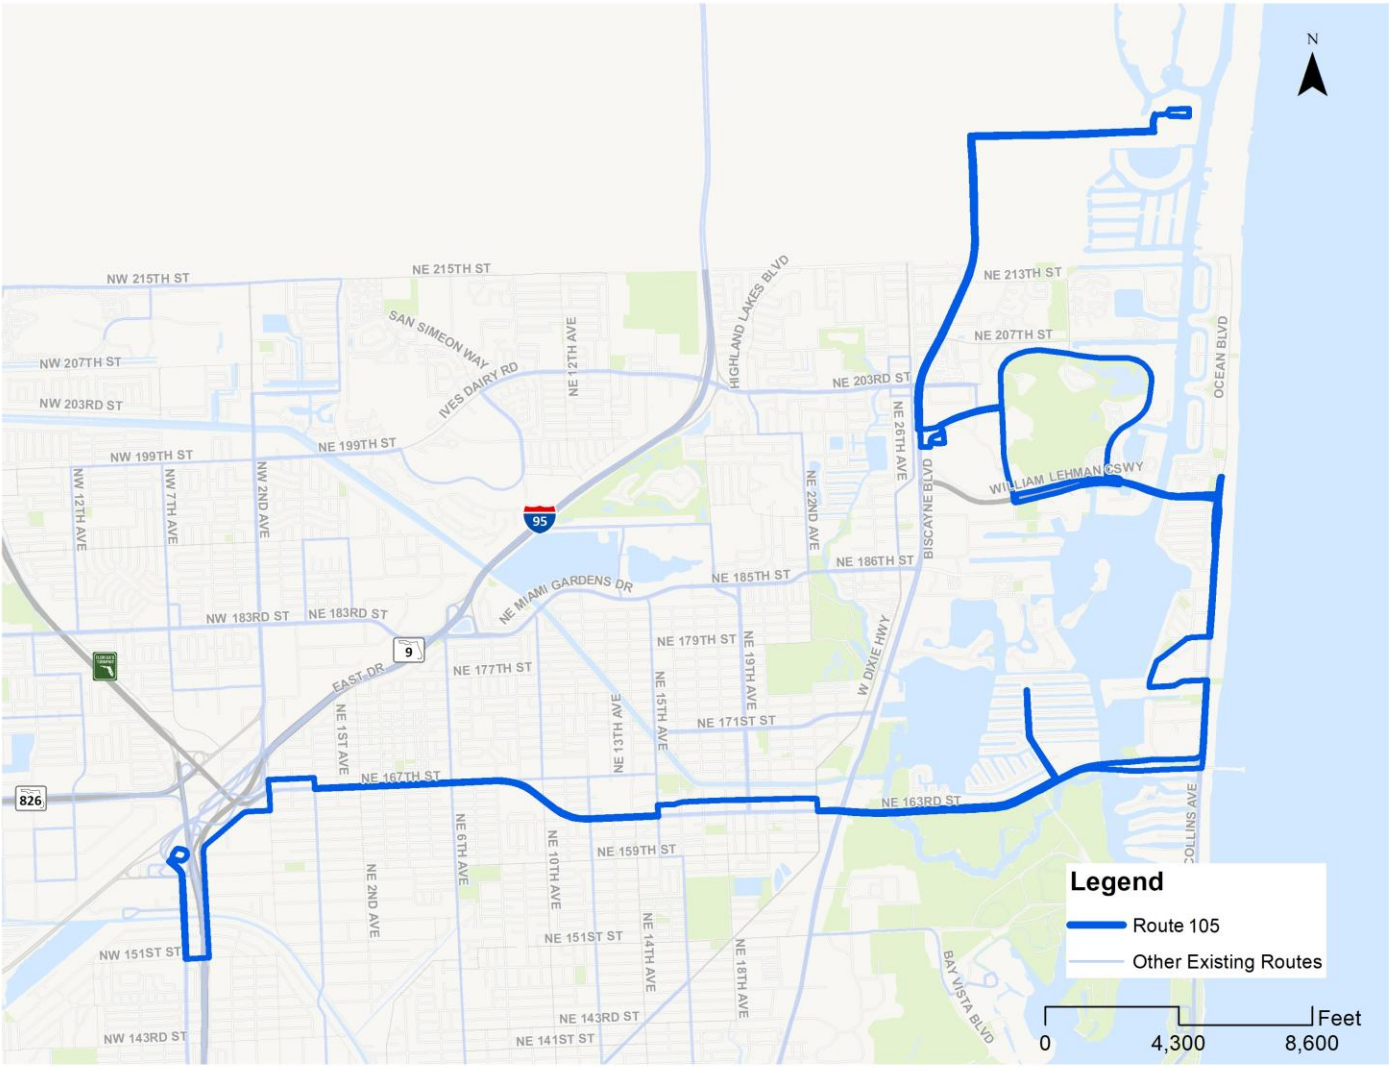 N
NE 213TH ST
NW 215TH ST
NE 215TH ST
HIGHLAND LAKES BLVD
SAN SIMEON WAY
NE 12TH AVE
NE 207TH ST
OCEAN BLVD
NW 207TH ST
IVES DAIRY RD
NE 203RD ST
NW 203RD ST
NE 26TH AVE
NE 199TH ST
NW 199TH ST
NW 12TH AVE
NW 7TH AVE
NW 2ND AVE
WILLIAM LEHMAN CSWY
BISCAYNE BLVD
NE 22ND AVE
95
NE 186TH ST
NE 185TH ST
NE MIAMI GARDENS DR
NW 183RD ST
NE 183RD ST
9
NE 179TH ST
NE 19TH AVE
W DIXIE HWY
EAST DR
NE 177TH ST
NE 1ST AVE
NE 13TH AVE
NE 15TH AVE
NE 171ST ST
NE 167TH ST
826
NE 163RD ST
COLLINS AVE
NE 6TH AVE
NE 10TH AVE
NE 159TH ST
NE 2ND AVE
NE 14TH AVE
NE 18TH AVE
NE 151ST ST
NW 151ST ST
BAY VISTA BLVD
NE 143RD ST
NW 143RD ST
NE 141ST ST
Legend
Route 105
Other Existing Routes
Feet
0 4,300 8,600